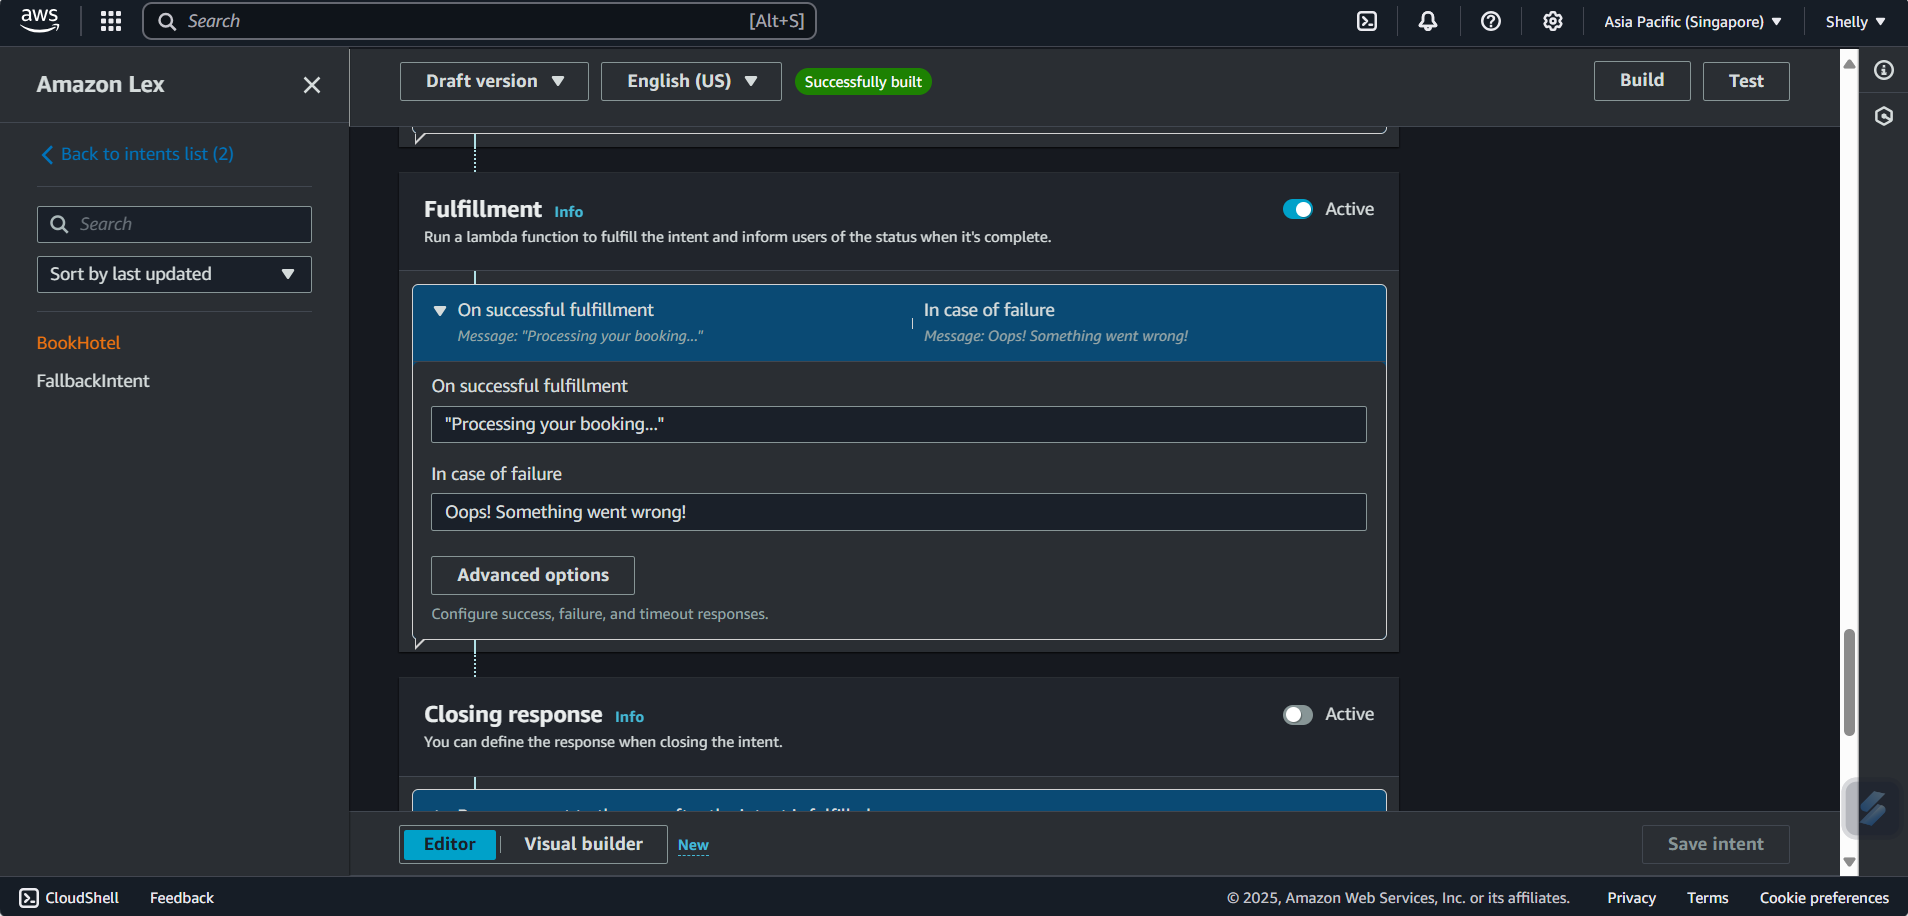 aws
Search [Alt+S]
Asia Pacific (Singapore)
Shelly
Amazon Lex
Back to intents list (2)
Search
Sort by last updated
BookHotel
FallbackIntent
Draft version
English (US)
Successfully built
Build
Test
Fulfillment Info
Active
Run a lambda function to fulfill the intent and inform users of the status when it's complete.
On successful fulfillment
Message: "Processing your booking..."
In case of failure
Message: Oops! Something went wrong!
On successful fulfillment
"Processing your booking..."
In case of failure
Oops! Something went wrong!
Advanced options
Configure success, failure, and timeout responses.
Closing response Info
Active
You can define the response when closing the intent.
Editor
Visual builder
New
Save intent
CloudShell
Feedback
© 2025, Amazon Web Services, Inc. or its affiliates.
Privacy
Terms
Cookie preferences